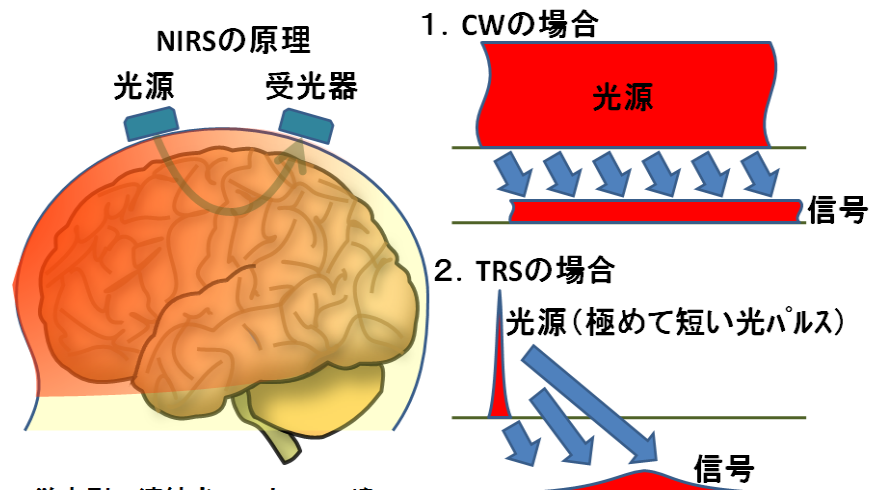 NIRSの原理
光源
受光器
1．CWの場合
光源
信号
2．TRSの場合
光源（極めて短い光ﾊﾟﾙｽ）
信号